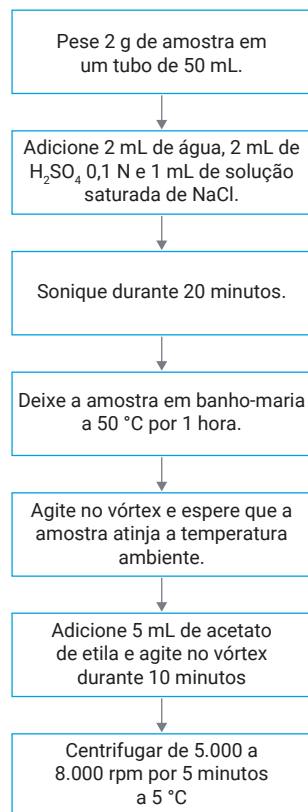 Pese 2 g de amostra em
um tubo de 50 mL.
Adicione 2 mL de água, 2 mL de
H₂SO₄ 0,1 N e 1 mL de solução
saturada de NaCl.
Sonique durante 20 minutos.
Deixe a amostra em banho-maria
a 50 °C por 1 hora.
Agite no vórtex e espere que a
amostra atinja a temperatura
ambiente.
Adicione 5 mL de acetato
de etila e agite no vórtex
durante 10 minutos
Centrifugar de 5.000 a
8.000 rpm por 5 minutos
a 5 °C